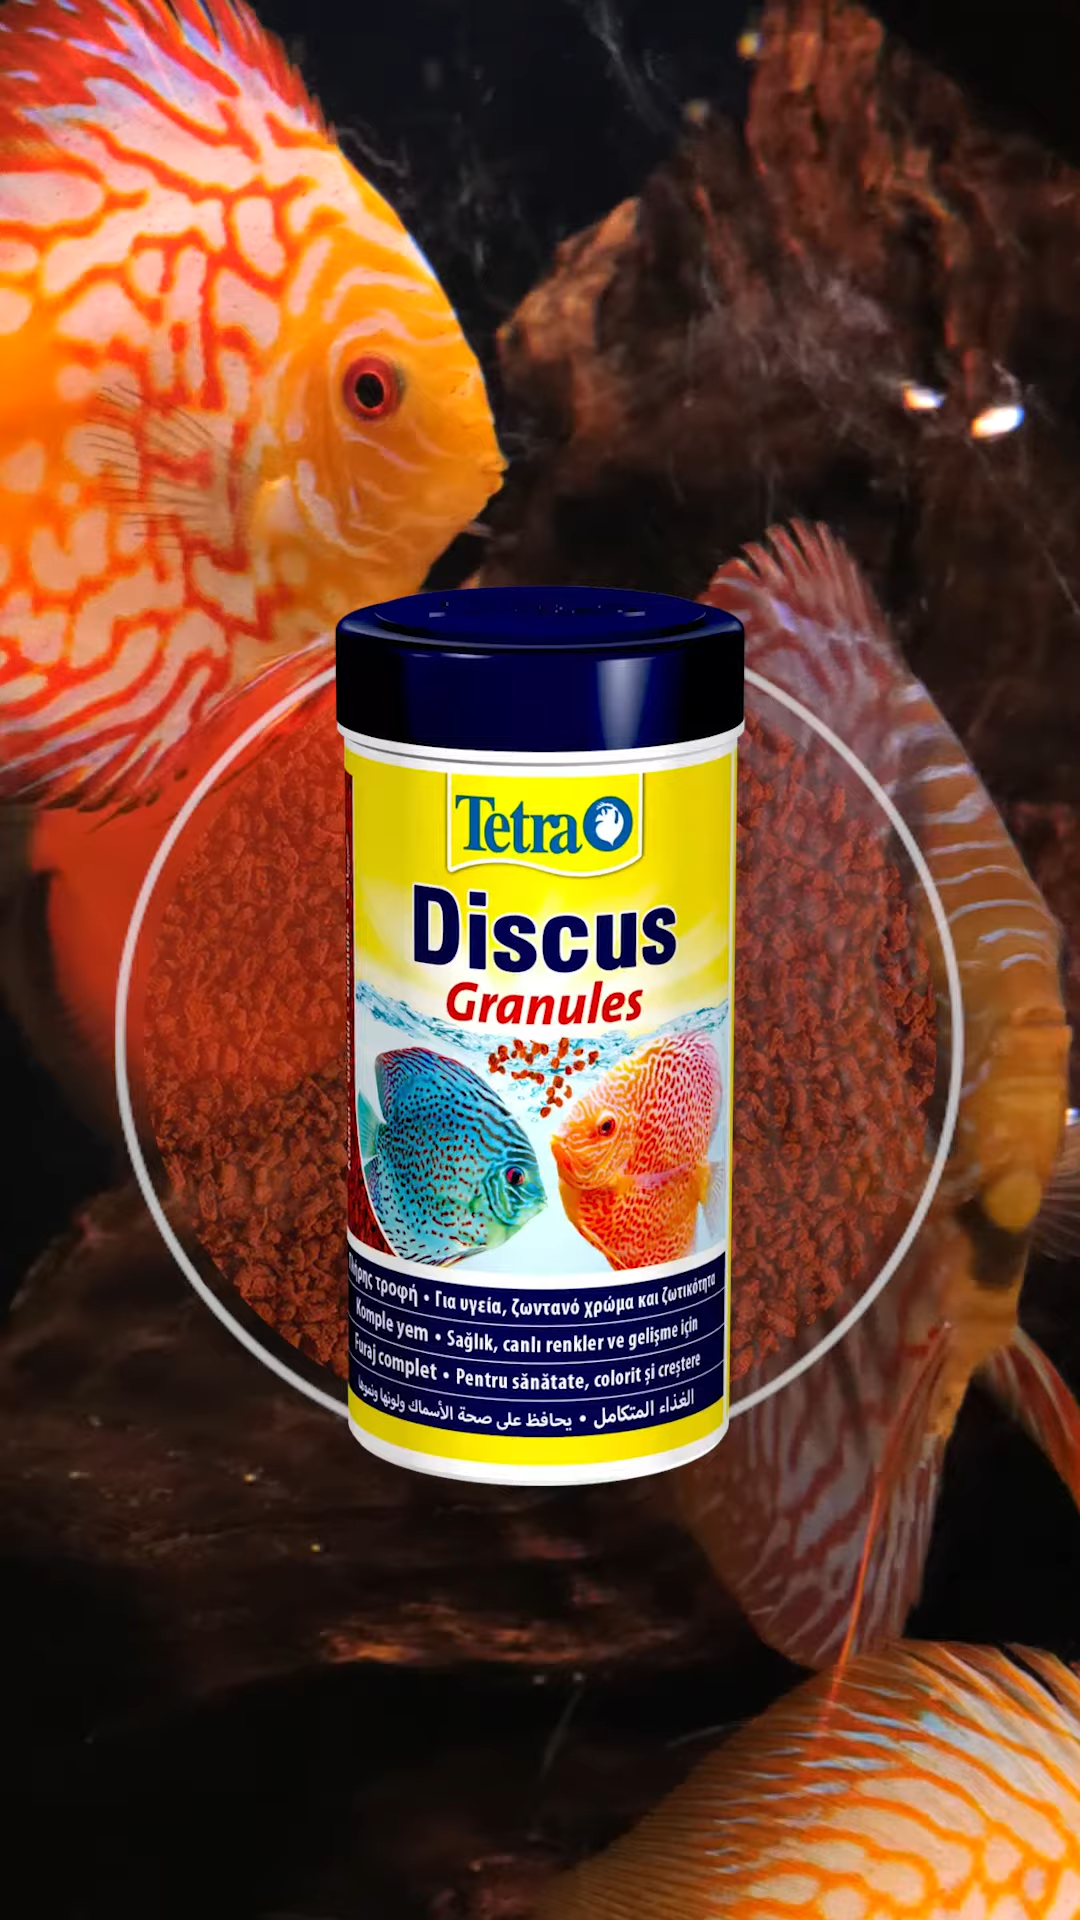 Tetra
Discus
Granules
τροφή • Για υγεία, ζωντανό χρώμα και ζωτικότητα
Komple yem • Sağlık, canlı renkler ve gelişme için
Furaj complet • Pentru sănătate, colorit și creștere
الغذاء المتكامل • يحافظ على صحة الأسماك ولونها ونموها